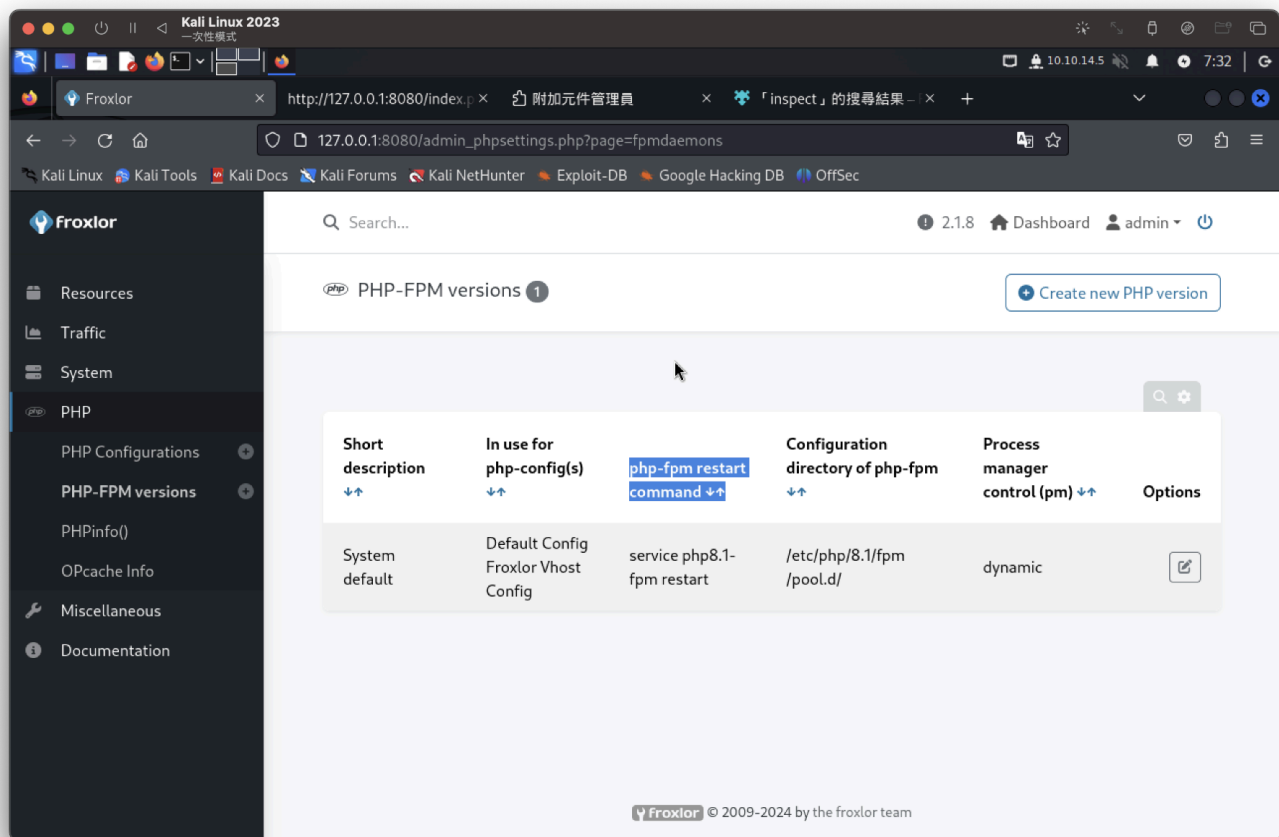 Kali Linux 2023
一次性模式
10.10.14.5 7:32
Froxlor
http://127.0.0.1:8080/index.p
附加元件管理員
「inspect」的搜尋結果 –
127.0.0.1:8080/admin_phpsettings.php?page=fpmdaemons
Kali Linux Kali Tools Kali Docs Kali Forums Kali NetHunter Exploit-DB Google Hacking DB OffSec
froxlor
Search...
2.1.8 Dashboard admin
Resources
Traffic
System
php PHP
PHP Configurations
PHP-FPM versions
PHPinfo()
OPcache Info
Miscellaneous
Documentation
php PHP-FPM versions 1
Create new PHP version
Short
description
In use for
php-config(s)
php-fpm restart
command
Configuration
directory of php-fpm
Process
manager
control (pm)
Options
System
default
Default Config
Froxlor Vhost
Config
service php8.1-
fpm restart
/etc/php/8.1/fpm
/pool.d/
dynamic
froxlor © 2009-2024 by the froxlor team